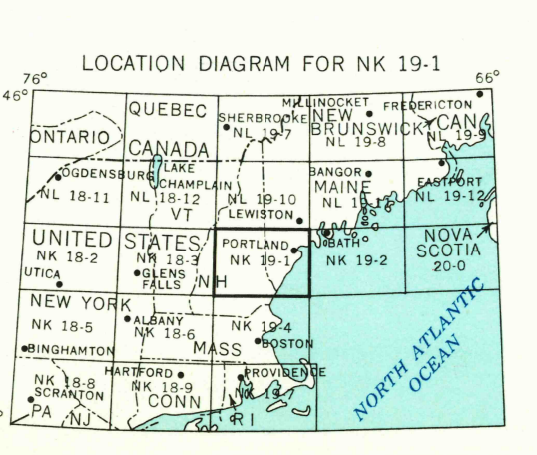 LOCATION DIAGRAM FOR NK 19-1
76°
66°
46°
QUEBEC
MILLINOCKET
FREDERICTON
SHERBROOKE
NEW
CAN
ONTARIO
NL 19-7
BRUNSWICK
NL 19-9
NL 19-8
CANADA
OGDENSBURG
LAKE
CHAMPLAIN
BANGOR
MAINE
EASTPORT
NL 18-11
NL 18-12
NL 19-10
NL 19-12
VT
LEWISTON
UNITED STATES
PORTLAND
BATH
NOVA
SCOTIA
20-0
NK 18-2
NK 18-3
NK 19-1
NK 19-2
UTICA
GLENS
FALLS
NH
NEW YORK
ALBANY
NK 18-5
NK 18-6
NK 19-4
BOSTON
BINGHAMTON
MASS
NORTH ATLANTIC
OCEAN
HARTFORD
PROVIDENCE
NK 18-8
NK 18-9
NK 19
SCRANTON
CONN
PA
NJ
RI